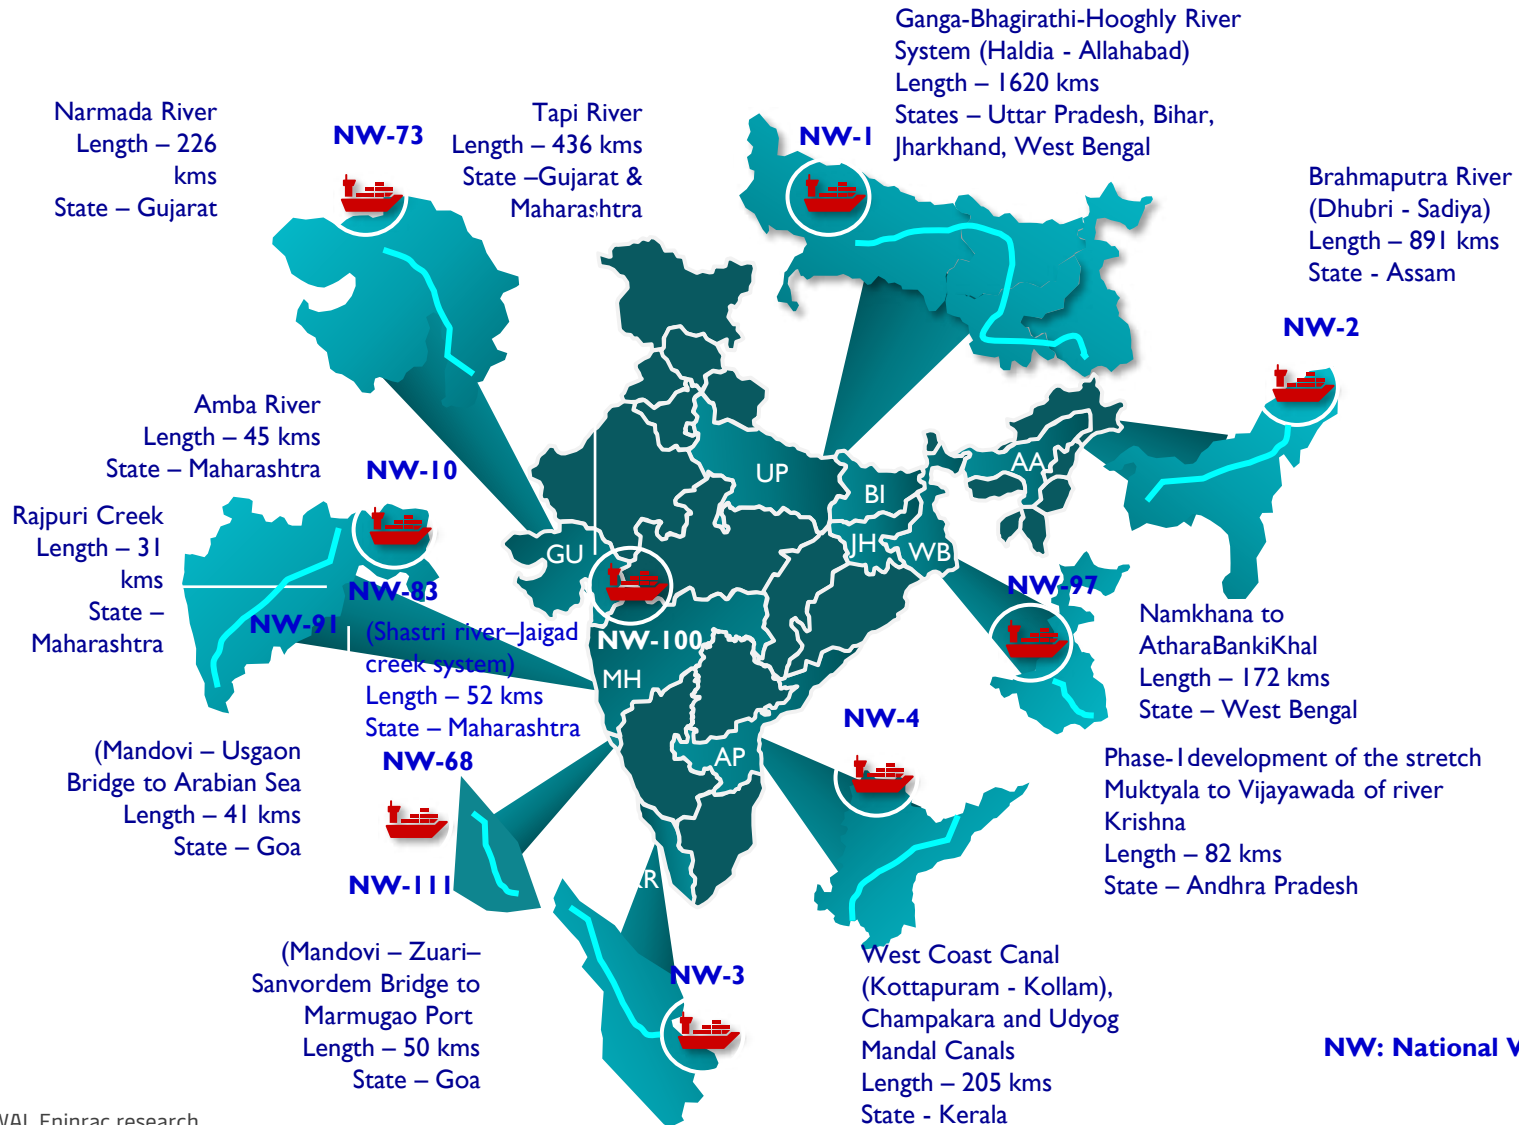 Ganga-Bhagirathi-Hooghly River
System (Haldia - Allahabad)
Length – 1620 kms
States – Uttar Pradesh, Bihar,
Jharkhand, West Bengal
NW-1
Narmada River
Length – 226
kms
State – Gujarat
NW-73
Tapi River
Length – 436 kms
State –Gujarat &
Maharashtra
Brahmaputra River
(Dhubri - Sadiya)
Length – 891 kms
State - Assam
NW-2
Amba River
Length – 45 kms
State – Maharashtra
NW-10
Rajpuri Creek
Length – 31
kms
State –
Maharashtra
NW-83
NW-91
(Shastri river–Jaigad
creek system)
Length – 52 kms
State – Maharashtra
UP
BI
AA
GU
JH
WB
NW-100
MH
AP
NW-97
Namkhana to
AtharaBankiKhal
Length – 172 kms
State – West Bengal
NW-4
Phase-1development of the stretch
Muktyala to Vijayawada of river
Krishna
Length – 82 kms
State – Andhra Pradesh
(Mandovi – Usgaon
Bridge to Arabian Sea
Length – 41 kms
State – Goa
NW-68
NW-111
(Mandovi – Zuari–
Sanvordem Bridge to
Marmugao Port
Length – 50 kms
State – Goa
NW-3
West Coast Canal
(Kottapuram - Kollam),
Champakara and Udyog
Mandal Canals
Length – 205 kms
State - Kerala
NW: National
Eninrac research